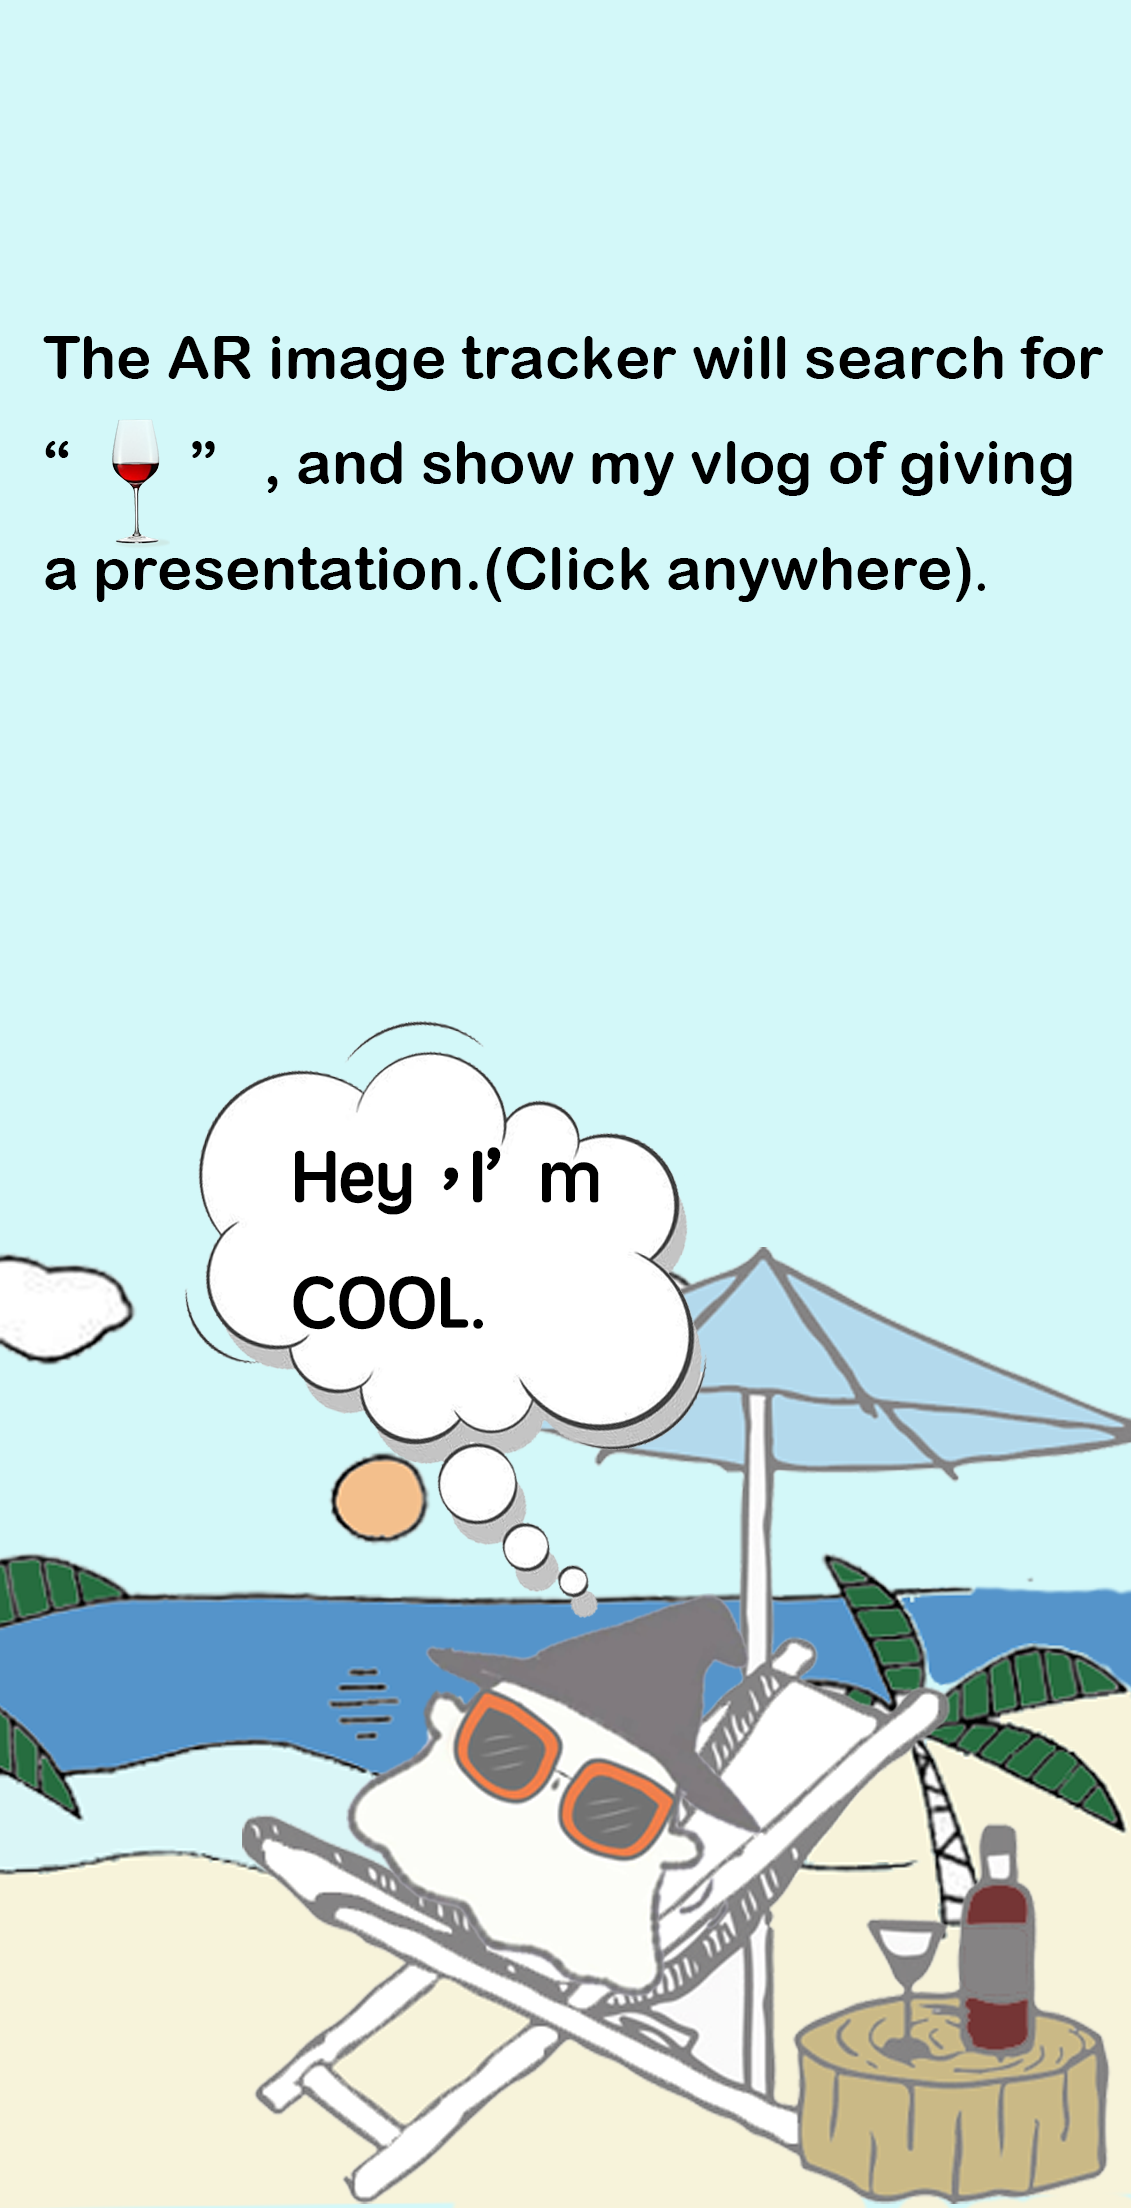 The AR image tracker will search for
“ ” , and show my vlog of giving
a presentation.(Click anywhere).
Hey ,I’ m
COOL.